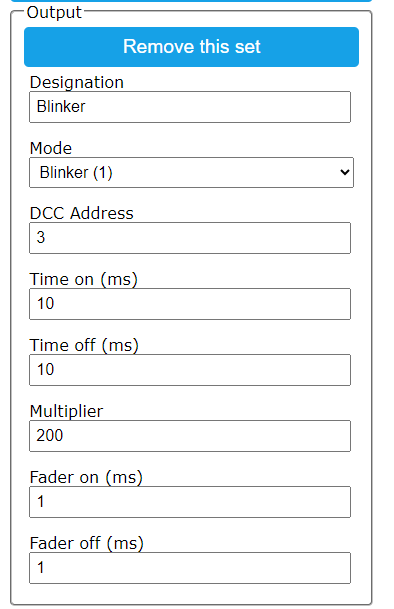 Output
Remove this set
Designation
Blinker
Mode
Blinker (1)
DCC Address
3
Time on (ms)
10
Time off (ms)
10
Multiplier
200
Fader on (ms)
1
Fader off (ms)
1